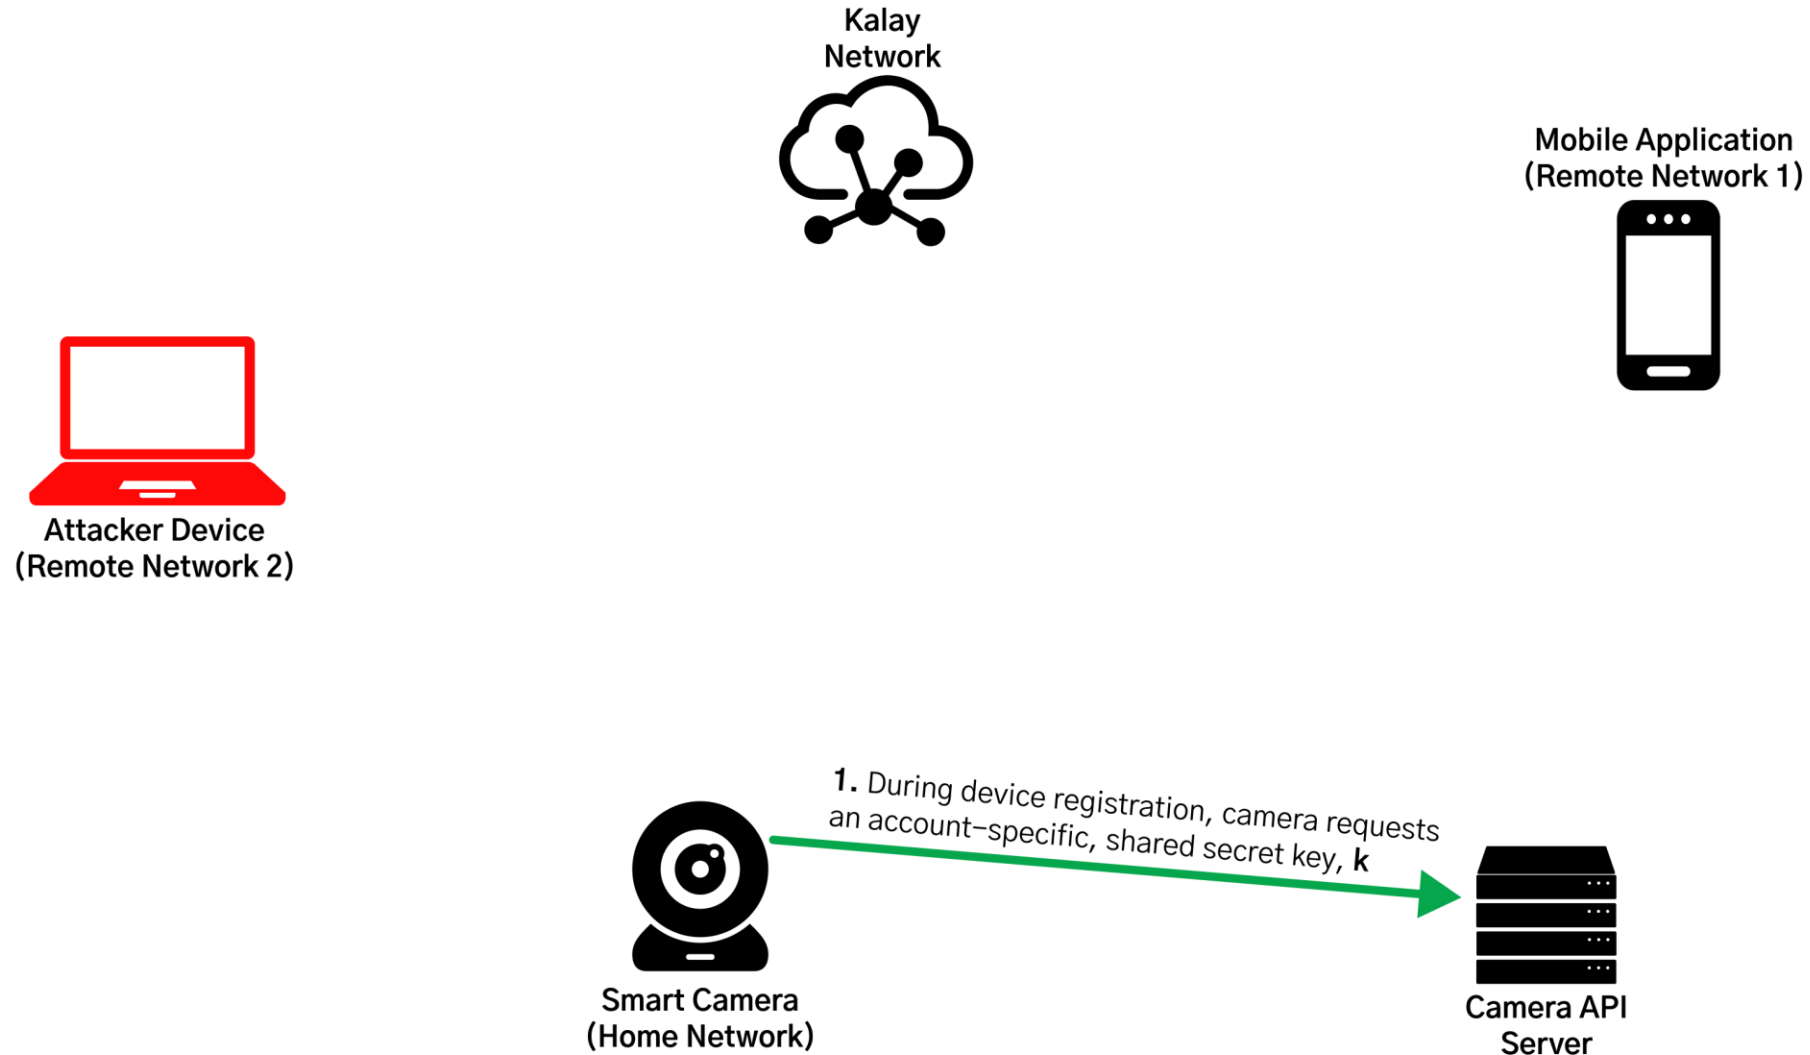 Kalay
Network
Mobile Application
(Remote Network 1)
Attacker Device
(Remote Network 2)
1. During device registration, camera requests
an account-specific, shared secret key, k
Smart Camera
(Home Network)
Camera API
Server